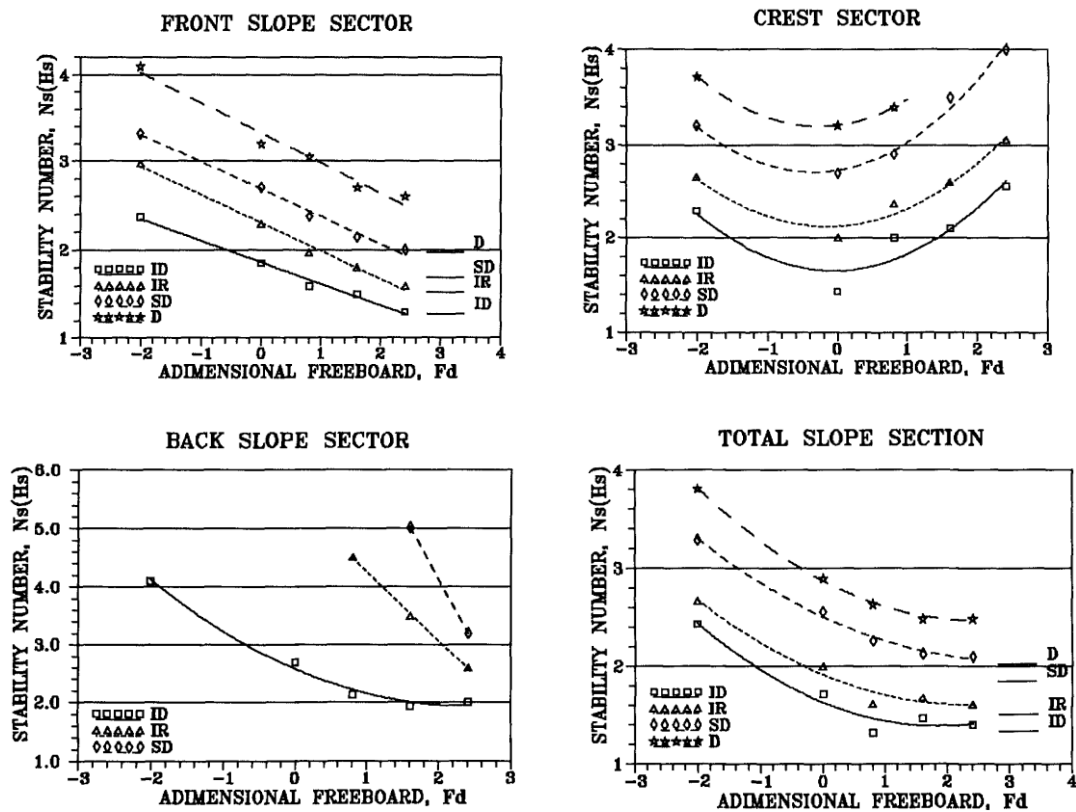 FRONT SLOPE SECTOR
STABILITY NUMBER, Ns(Hs)
4
3
2
1
D
SD
IR
ID
□□□□□ ID
△△△△△ IR
◊◊◊◊◊ SD
☆☆☆☆☆ D
-3 -2 -1 0 1 2 3 4
ADIMENSIONAL FREEBOARD, Fd
CREST SECTOR
STABILITY NUMBER, Ns(Hs)
4
3
2
1
□□□□□ ID
△△△△△ IR
◊◊◊◊◊ SD
☆☆☆☆☆ D
-3 -2 -1 0 1 2 3
ADIMENSIONAL FREEBOARD, Fd
BACK SLOPE SECTOR
STABILITY NUMBER, Ns(Hs)
6.0
5.0
4.0
3.0
2.0
1.0
□□□□□ ID
△△△△△ IR
◊◊◊◊◊ SD
-3 -2 -1 0 1 2 3
ADIMENSIONAL FREEBOARD, Fd
TOTAL SLOPE SECTION
STABILITY NUMBER, Ns(Hs)
4
3
2
1
D
SD
IR
ID
□□□□□ ID
△△△△△ IR
◊◊◊◊◊ SD
☆☆☆☆☆ D
-3 -2 -1 0 1 2 3 4
ADIMENSIONAL FREEBOARD, Fd